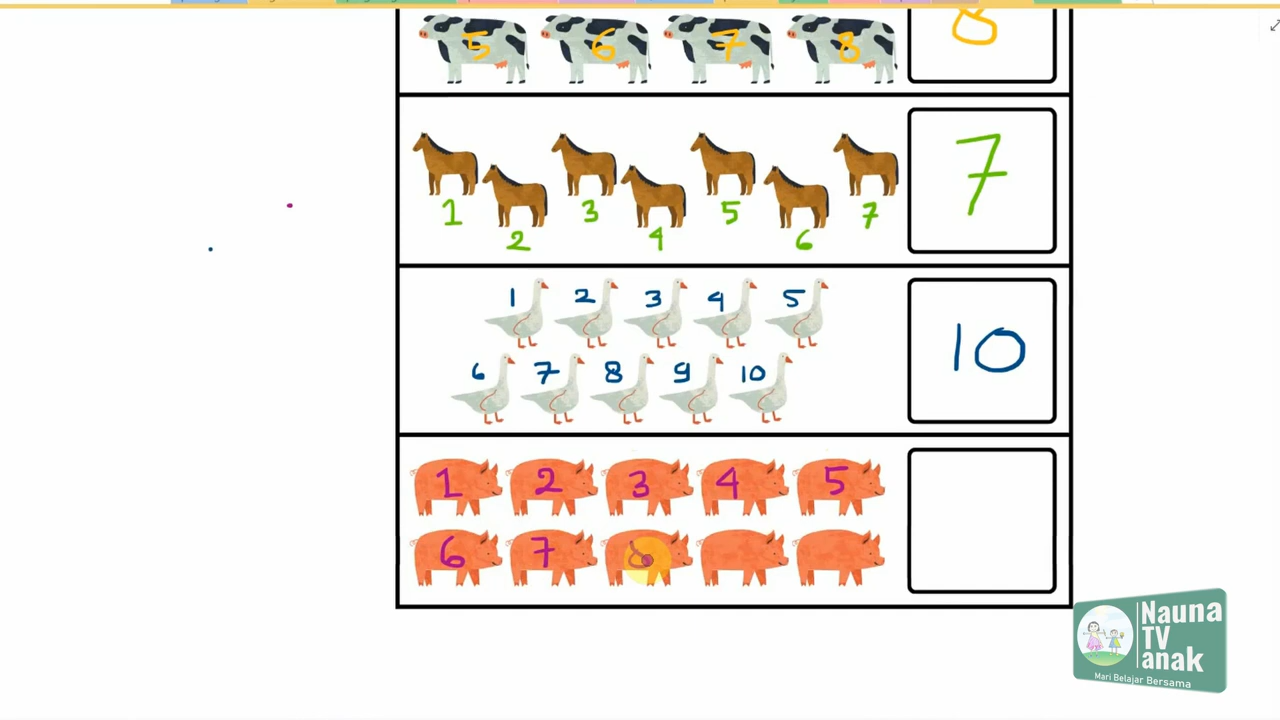 5 6 7 8 8
1 2 3 4 5 6 7 7
1 2 3 4 5
6 7 8 9 10
10
1 2 3 4 5
6 7 8
Nauna
TV
anak
Mari Belajar Bersama